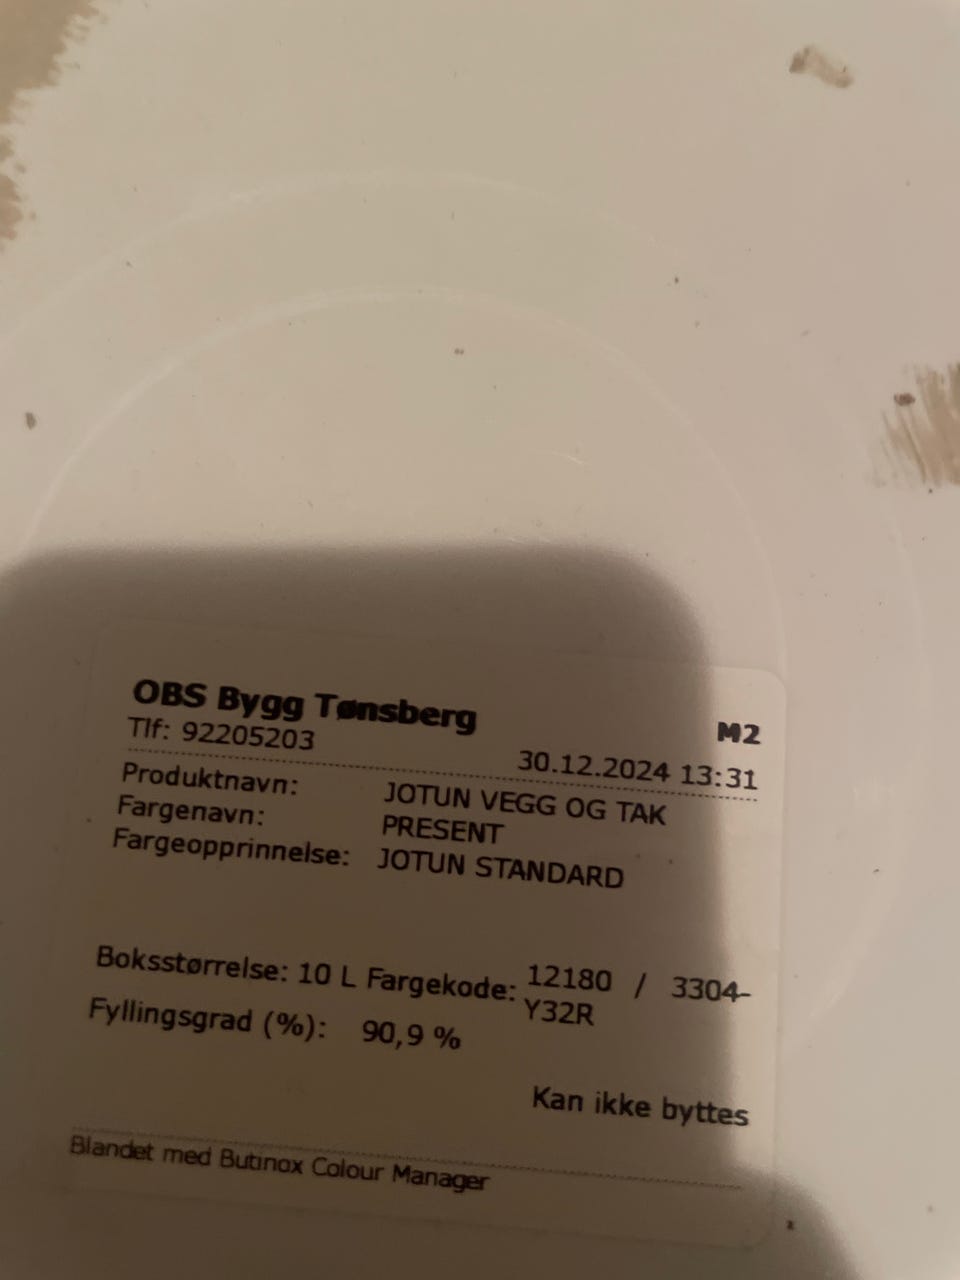 OBS Bygg Tønsberg
M2
Tlf: 92205203
30.12.2024 13:31
Produktnavn: JOTUN VEGG OG TAK
Fargenavn: PRESENT
Fargeopprinnelse: JOTUN STANDARD
Boksstørrelse: 10 L Fargekode: 12180 / 3304-
Y32R
Fyllingsgrad (%): 90,9 %
Kan ikke byttes
Blandet med Butinox Colour Manager